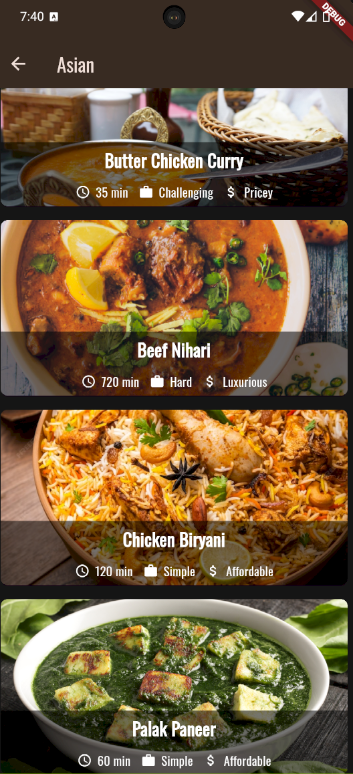 7:40 A
DEBUG
Asian
Butter Chicken Curry
35 min Challenging $ Pricey
Beef Nihari
720 min Hard $ Luxurious
Chicken Biryani
120 min Simple $ Affordable
Palak Paneer
60 min Simple $ Affordable